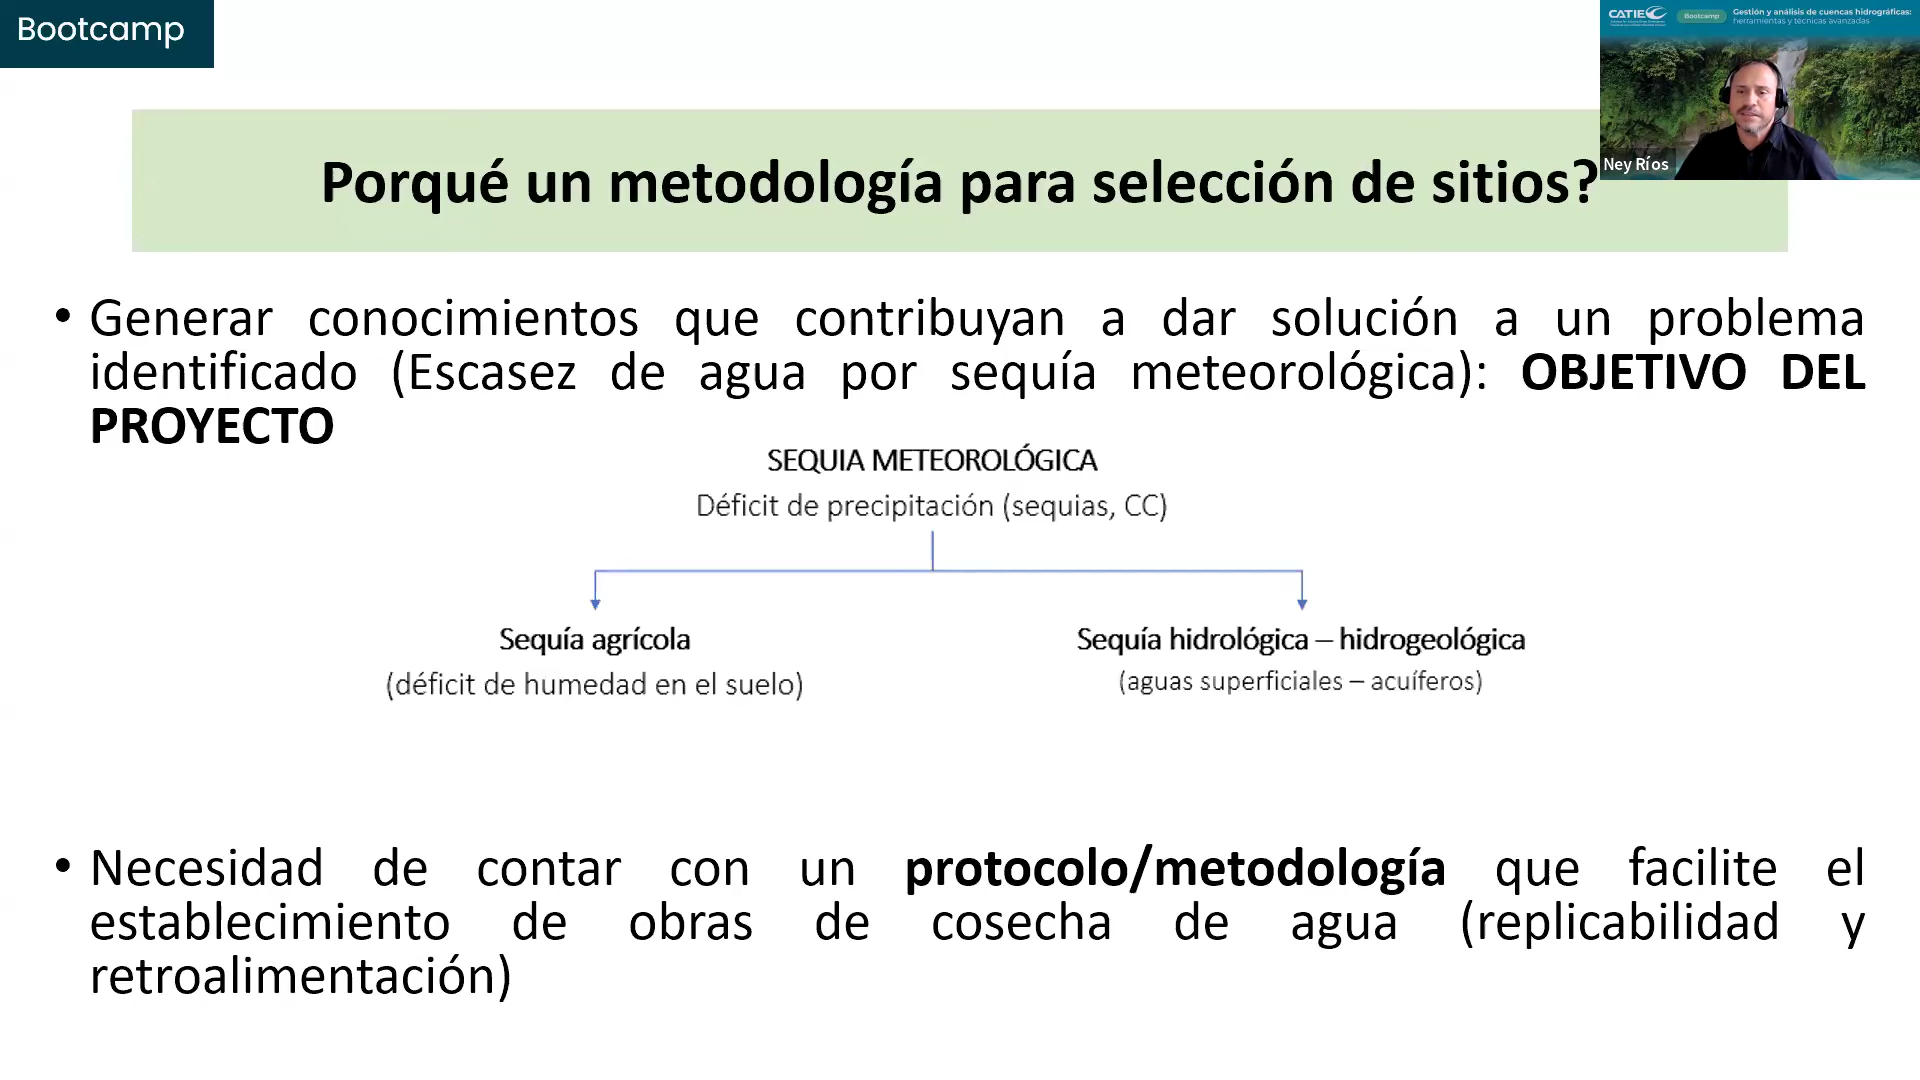 Bootcamp
CATIE
Bootcamp
Gestión y análisis de cuencas hidrográficas:
herramientas y técnicas avanzadas
Ney Ríos
Porqué un metodología para selección de sitios?
• Generar conocimientos que contribuyan a dar solución a un problema
identificado (Escasez de agua por sequía meteorológica): OBJETIVO DEL
PROYECTO
SEQUIA METEOROLÓGICA
Déficit de precipitación (sequias, CC)
Sequía agrícola
(déficit de humedad en el suelo)
Sequía hidrológica – hidrogeológica
(aguas superficiales – acuíferos)
• Necesidad de contar con un protocolo/metodología que facilite el
establecimiento de obras de cosecha de agua (replicabilidad y
retroalimentación)